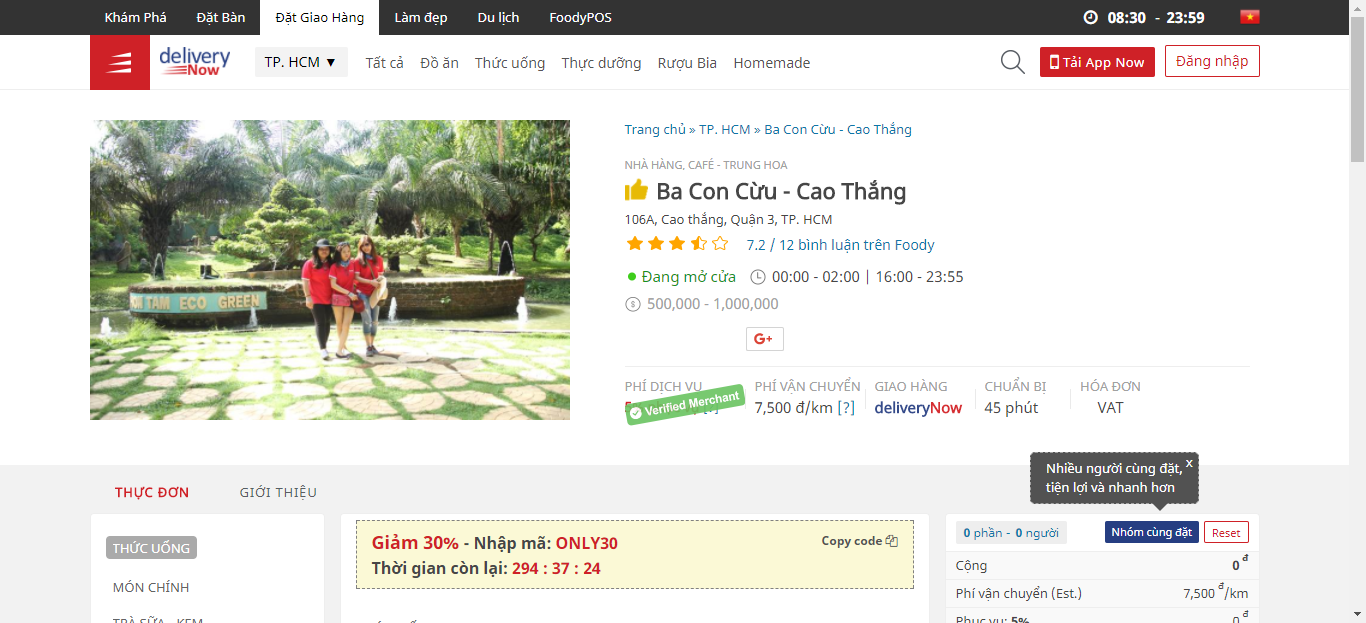 Khám Phá Đặt Bàn Đặt Giao Hàng Làm đẹp Du lịch FoodyPOS 08:30 - 23:59
delivery Now TP. HCM ▼ Tất cả Đồ ăn Thức uống Thực dưỡng Rượu Bia Homemade Tải App Now Đăng nhập
TAM ECO GREEN
Trang chủ » TP. HCM » Ba Con Cừu - Cao Thắng
NHÀ HÀNG, CAFÉ - TRUNG HOA
Ba Con Cừu - Cao Thắng
106A, Cao thắng, Quận 3, TP. HCM
7.2 / 12 bình luận trên Foody
Đang mở cửa 00:00 - 02:00 | 16:00 - 23:55
500,000 - 1,000,000
G+
PHÍ DỊCH VỤ PHÍ VẬN CHUYỂN GIAO HÀNG CHUẨN BỊ HÓA ĐƠN
Verified Merchant 7,500 đ/km [?] deliveryNow 45 phút VAT
Nhiều người cùng đặt, x
tiện lợi và nhanh hơn
THỰC ĐƠN GIỚI THIỆU
THỨC UỐNG
MÓN CHÍNH
TRÀ SỮA - KEM
Giảm 30% - Nhập mã: ONLY30 Copy code
Thời gian còn lại: 294 : 37 : 24
0 phần - 0 người Nhóm cùng đặt Reset
Cộng 0 đ
Phí vận chuyển (Est.) 7,500 đ/km
Phục vụ: 5% 0 đ